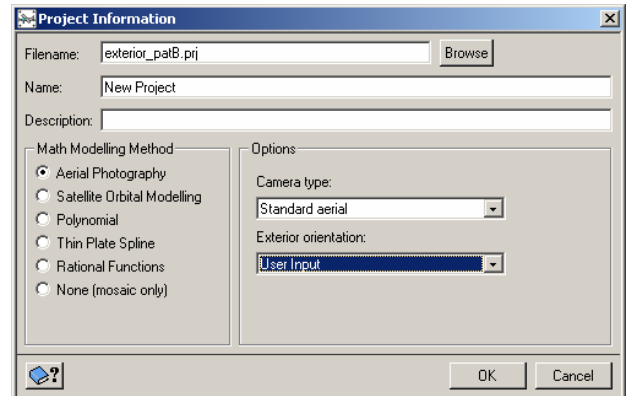 Project Information
Filename: exterior_patB.prj Browse
Name: New Project
Description:
Math Modelling Method
Aerial Photography
Satellite Orbital Modelling
Polynomial
Thin Plate Spline
Rational Functions
None (mosaic only)
Options
Camera type:
Standard aerial
Exterior orientation:
User Input
?
OK Cancel